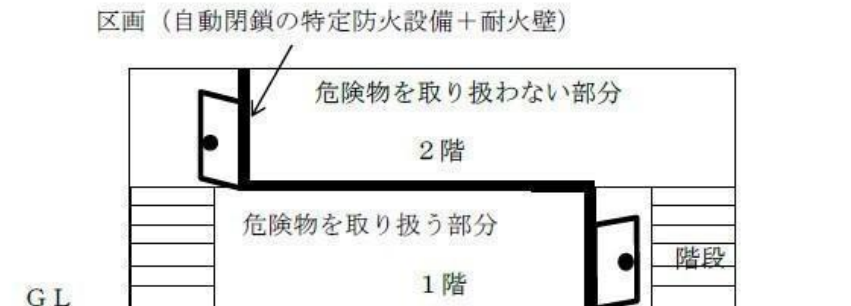 区画（自動閉鎖の特定防火設備＋耐火壁）
危険物を取り扱わない部分
２階
危険物を取り扱う部分
階段
１階
ＧＬ